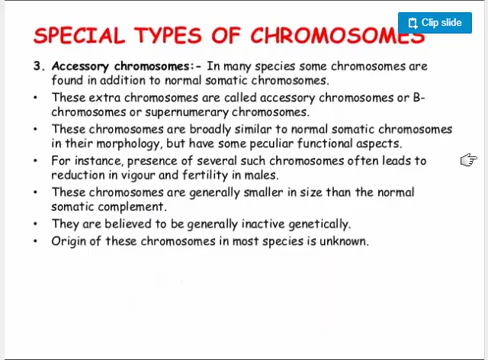 Clip slide
SPECIAL TYPES OF CHROMOSOMES
3. Accessory chromosomes:- In many species some chromosomes are
found in addition to normal somatic chromosomes.
• These extra chromosomes are called accessory chromosomes or B-
chromosomes or supernumerary chromosomes.
• These chromosomes are broadly similar to normal somatic chromosomes
in their morphology, but have some peculiar functional aspects.
• For instance, presence of several such chromosomes often leads to
reduction in vigour and fertility in males.
• These chromosomes are generally smaller in size than the normal
somatic complement.
• They are believed to be generally inactive genetically.
• Origin of these chromosomes in most species is unknown.